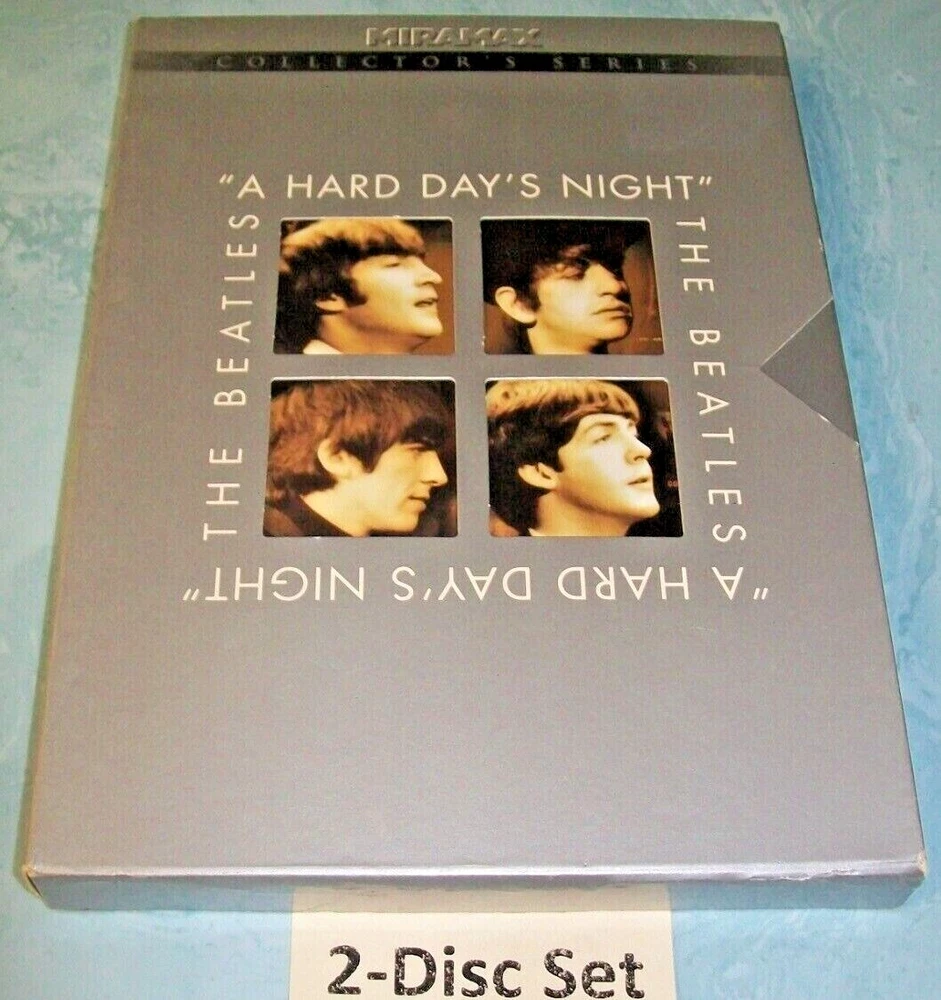 MIRAMAX
COLLECTOR'S SERIES
"A HARD DAY'S NIGHT"
THE BEATLES
THE BEATLES
"A HARD DAY'S NIGHT"
2-Disc Set